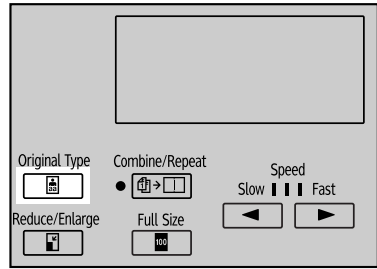 Original Type
Combine/Repeat
Speed
Slow
Fast
Reduce/Enlarge
Full Size
100